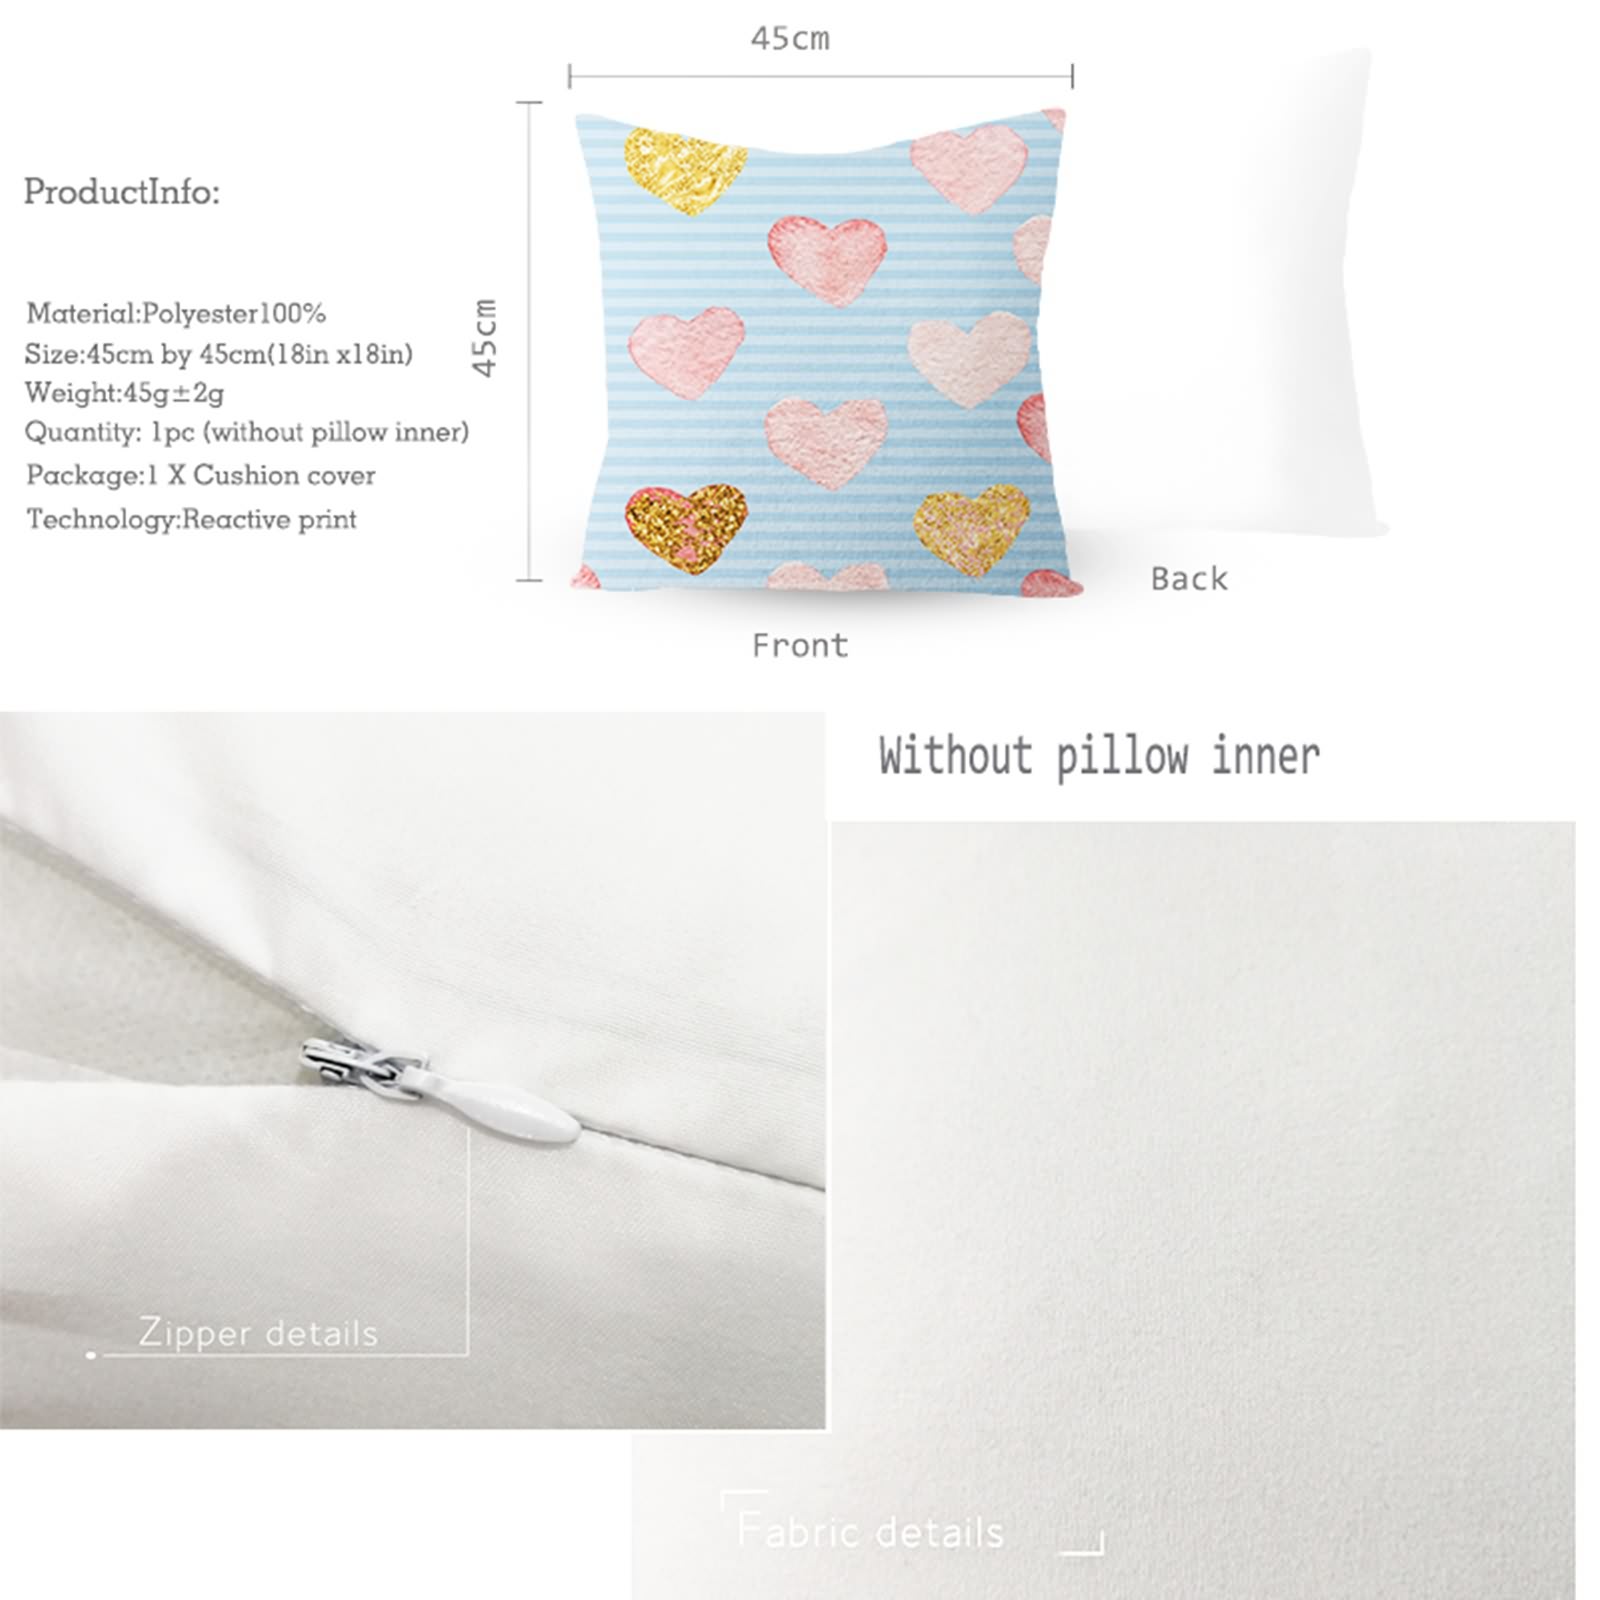 45cm
45cm
ProductInfo:
Material:Polyester100%
Size:45cm by 45cm(18in x18in)
Weight:45g±2g
Quantity: 1pc (without pillow inner)
Package:1 X Cushion cover
Technology:Reactive print
Back
Front
Without pillow inner
Zipper details
Fabric details